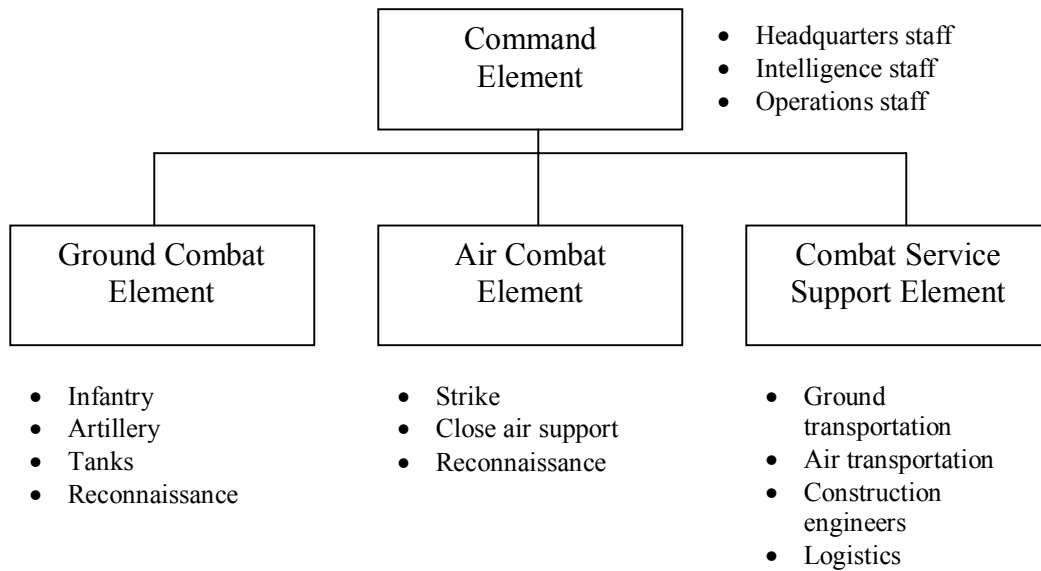 Command
Element
• Headquarters staff
• Intelligence staff
• Operations staff
Ground Combat
Element
Air Combat
Element
Combat Service
Support Element
• Infantry
• Artillery
• Tanks
• Reconnaissance
• Strike
• Close air support
• Reconnaissance
• Ground
transportation
• Air transportation
• Construction
engineers
• Logistics